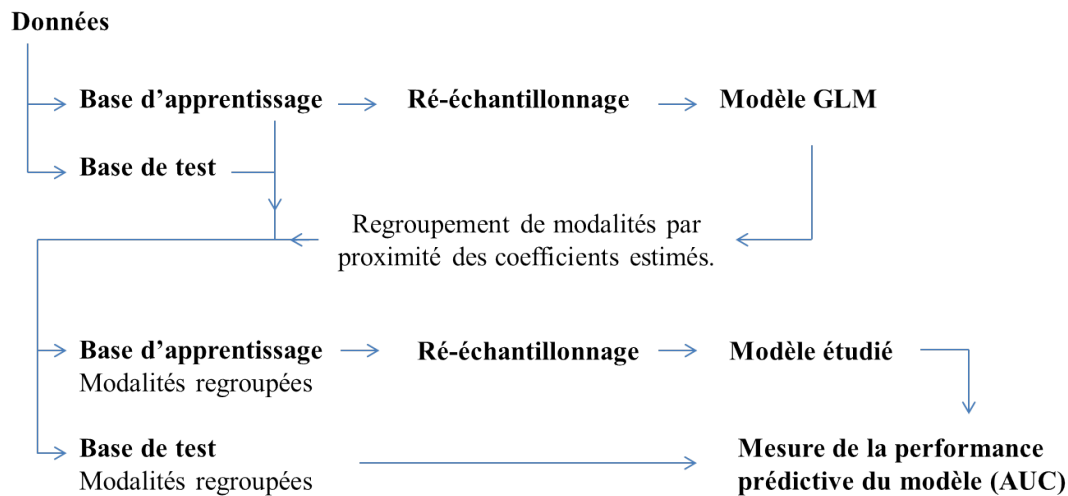 Données
Base d’apprentissage
Ré-échantillonnage
Modèle GLM
Base de test
Regroupement de modalités par
proximité des coefficients estimés.
Base d’apprentissage
Modalités regroupées
Ré-échantillonnage
Modèle étudié
Base de test
Modalités regroupées
Mesure de la performance
prédictive du modèle (AUC)